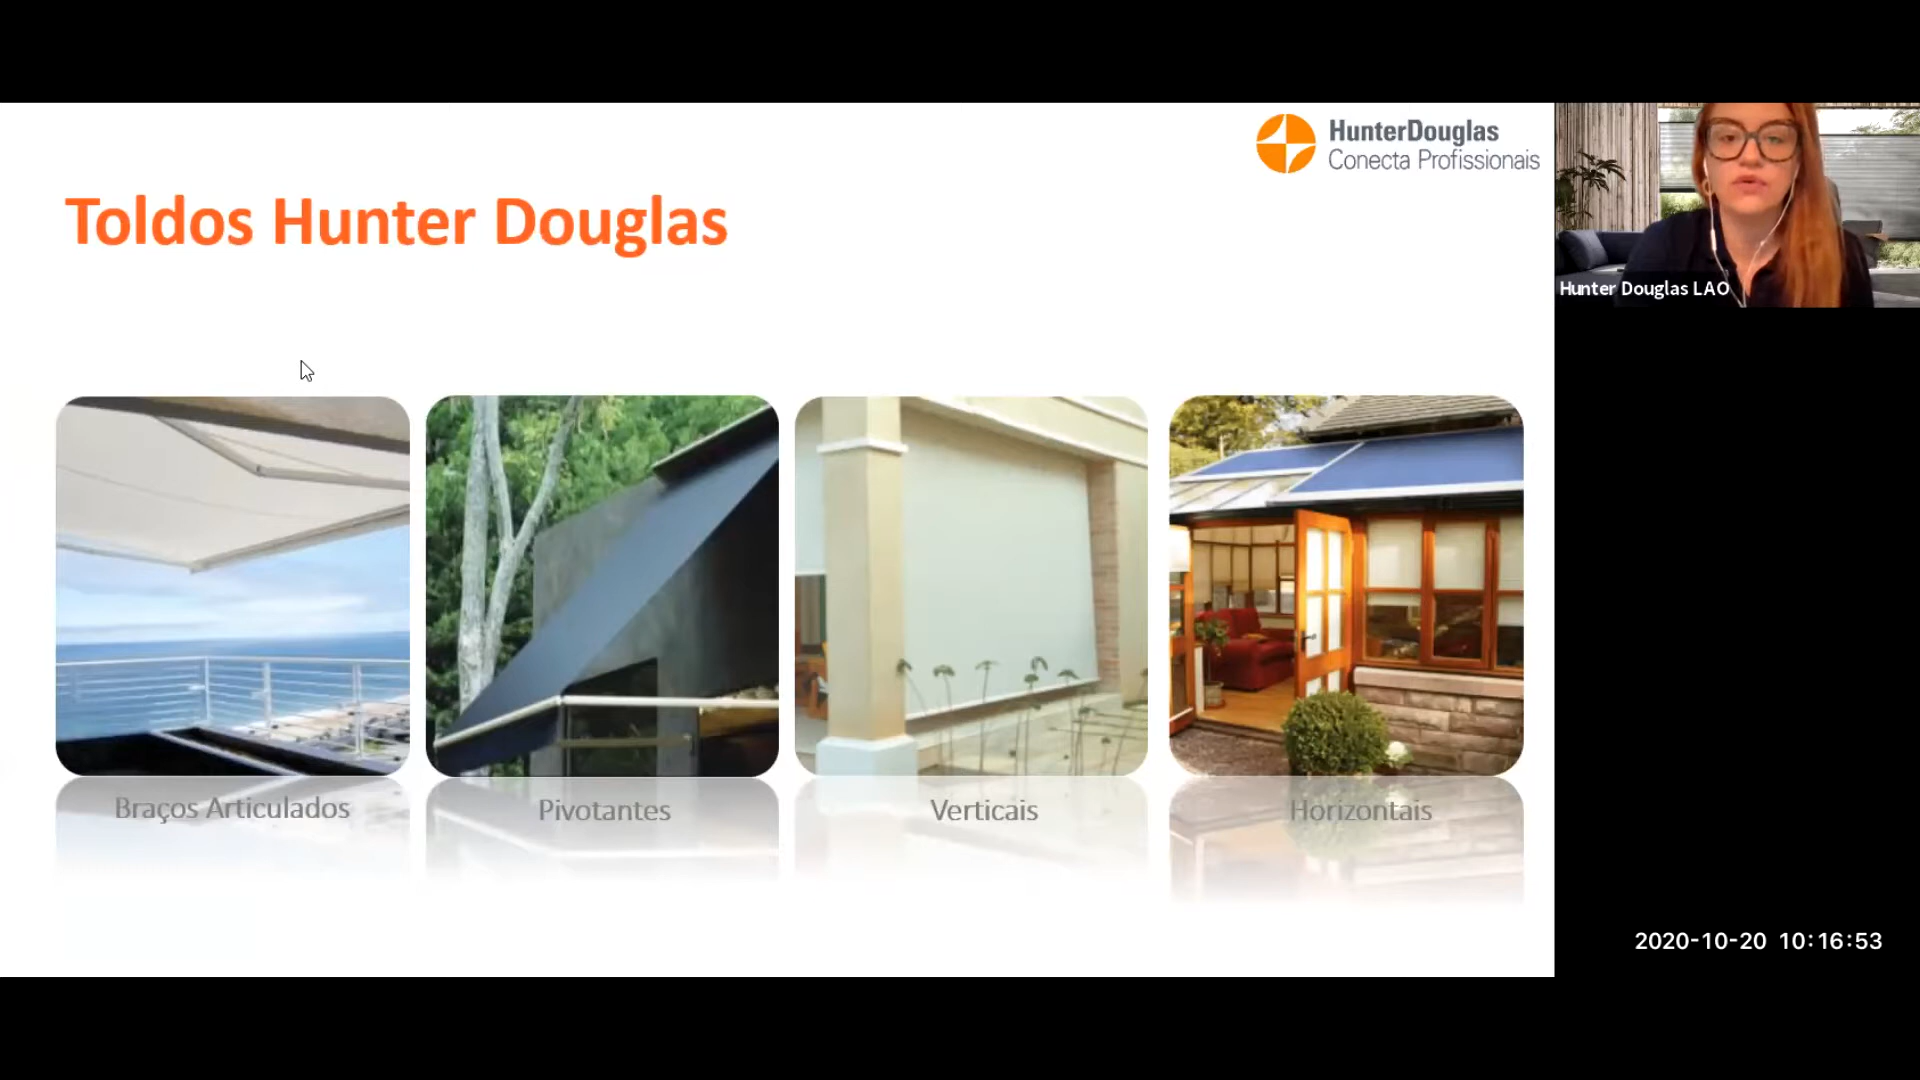 HunterDouglas
Conecta Profissionais
Toldos Hunter Douglas
Hunter Douglas LAO
Braços Articulados
Pivotantes
Verticais
Horizontais
2020-10-20 10:16:53